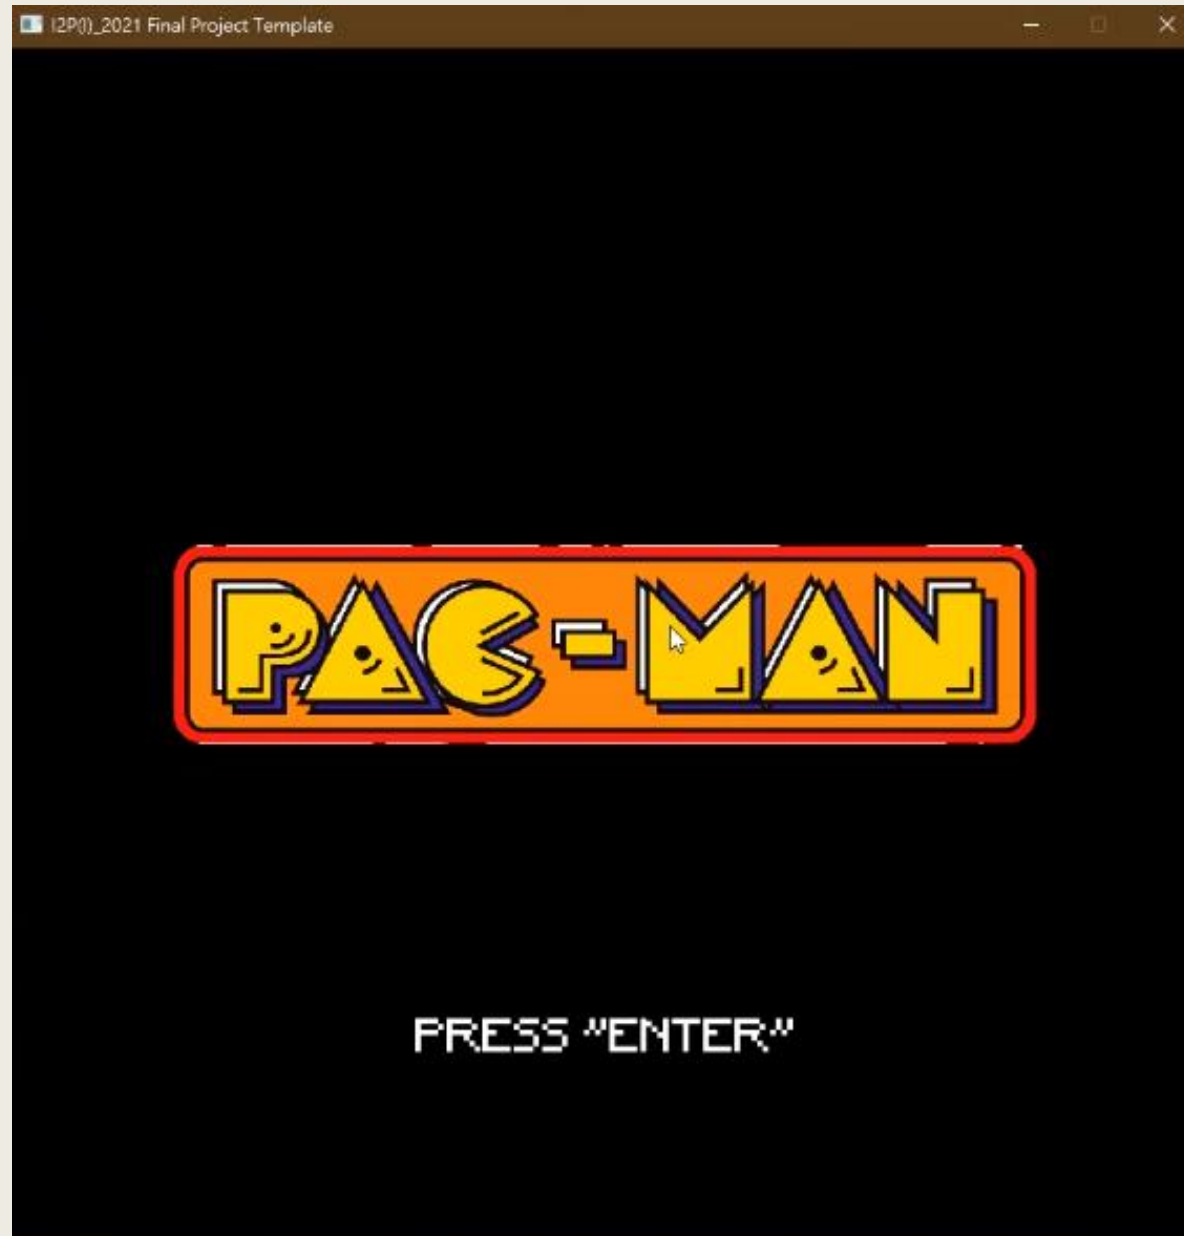 I2P(I)_2021 Final Project Template
PAC-MAN
PRESS "ENTER"